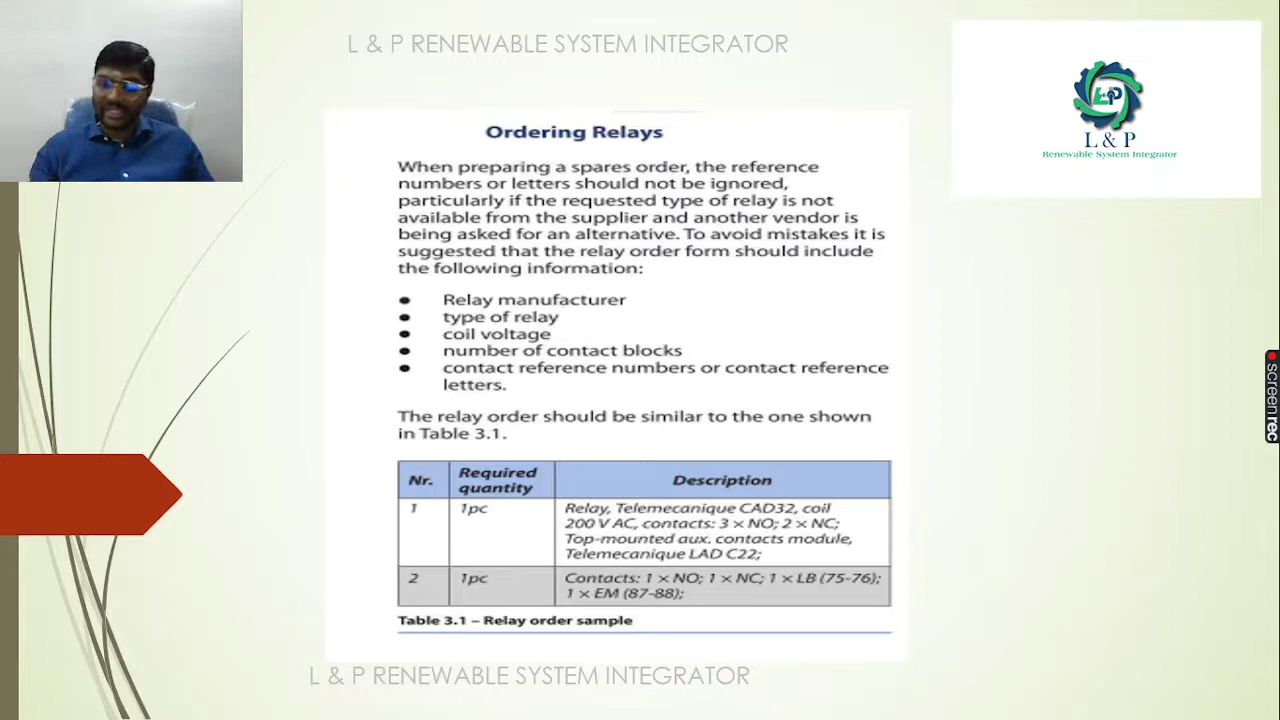 L & P RENEWABLE SYSTEM INTEGRATOR
L & P
L & P
Renewable System Integrator
Ordering Relays
When preparing a spares order, the reference
numbers or letters should not be ignored,
particularly if the requested type of relay is not
available from the supplier and another vendor is
being asked for an alternative. To avoid mistakes it is
suggested that the relay order form should include
the following information:
● Relay manufacturer
● type of relay
● coil voltage
● number of contact blocks
● contact reference numbers or contact reference
letters.
The relay order should be similar to the one shown
in Table 3.1.
Nr. Required quantity Description
1 1pc Relay, Telemecanique CAD32, coil
200 V AC, contacts: 3 × NO; 2 × NC;
Top-mounted aux. contacts module,
Telemecanique LAD C22;
2 1pc Contacts: 1 × NO; 1 × NC; 1 × LB (75-76);
1 × EM (87-88);
Table 3.1 – Relay order sample
L & P RENEWABLE SYSTEM INTEGRATOR
screenrec